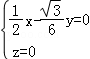 { 1/2 x - √3/6 y = 0
z = 0